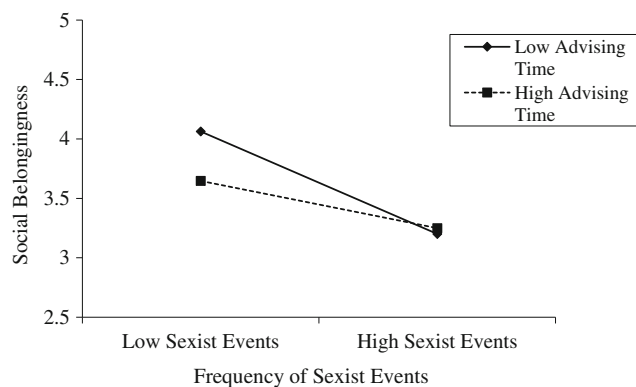 5
4.5
4
3.5
3
2.5
Social Belongingness
Low Sexist Events
High Sexist Events
Frequency of Sexist Events
Low Advising
Time
High Advising
Time